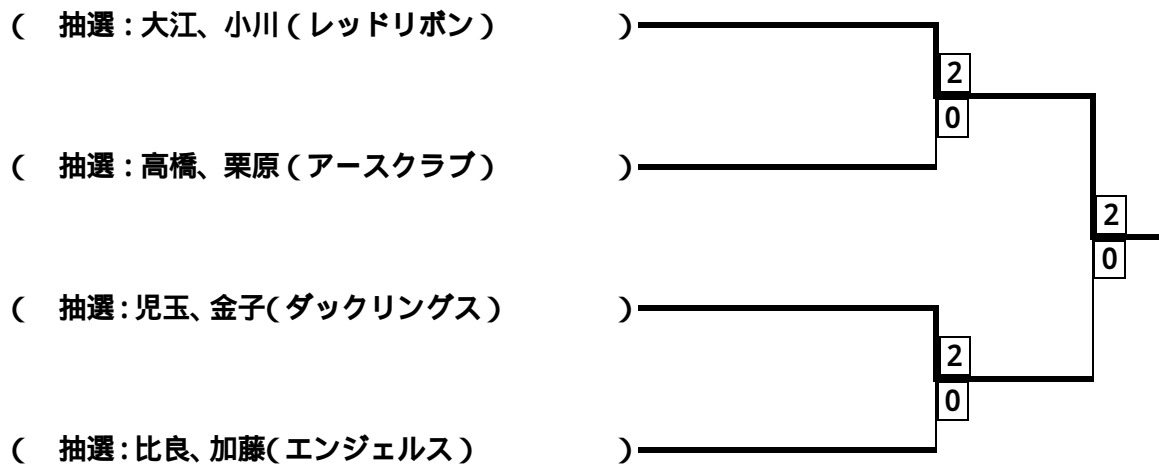 ( 抽選：大江、小川（レッドリボン） )
2
0
( 抽選：高橋、栗原（アースクラブ） )
2
0
( 抽選：児玉、金子（ダックリングス） )
2
0
( 抽選：比良、加藤（エンジェルス） )